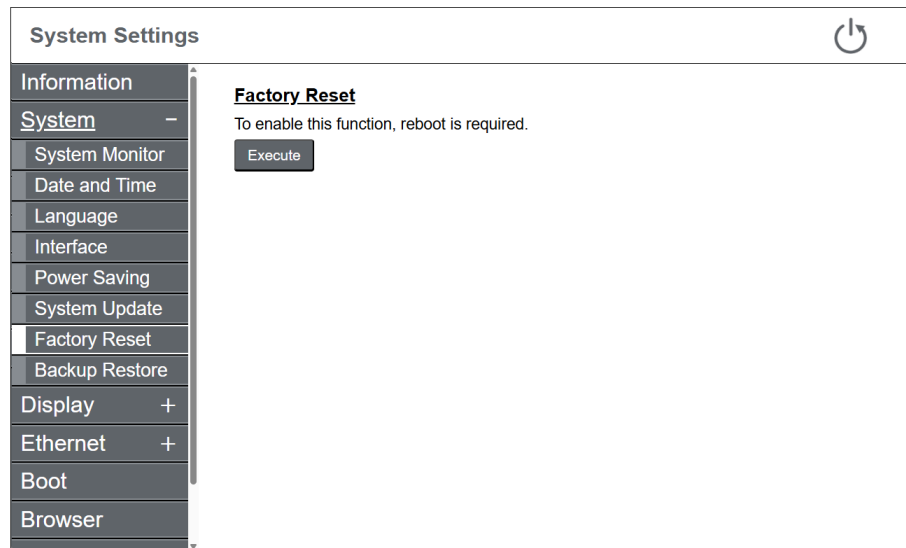 System Settings
Information
System −
System Monitor
Date and Time
Language
Interface
Power Saving
System Update
Factory Reset
Backup Restore
Display +
Ethernet +
Boot
Browser
Factory Reset
To enable this function, reboot is required.
Execute